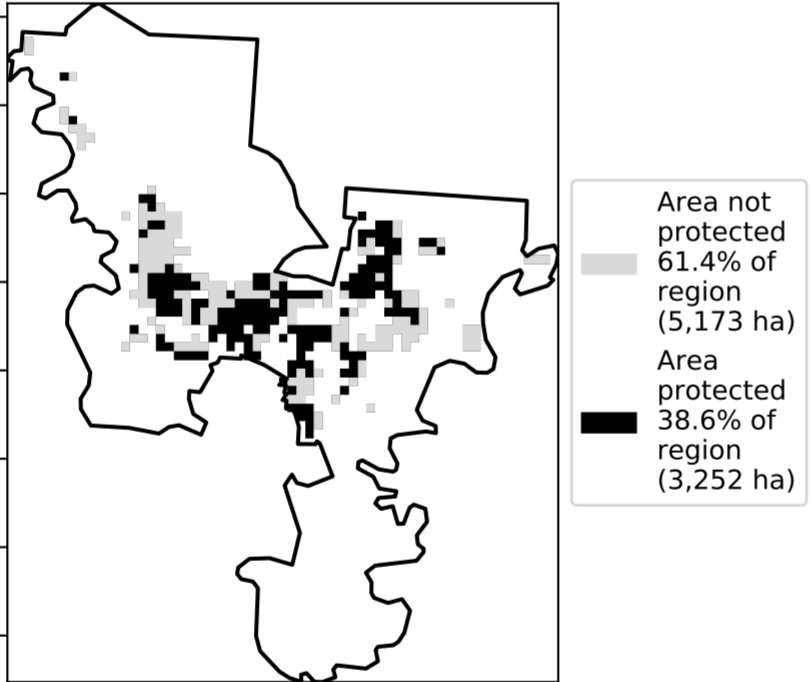 Area not
protected
61.4% of
region
(5,173 ha)
Area
protected
38.6% of
region
(3,252 ha)